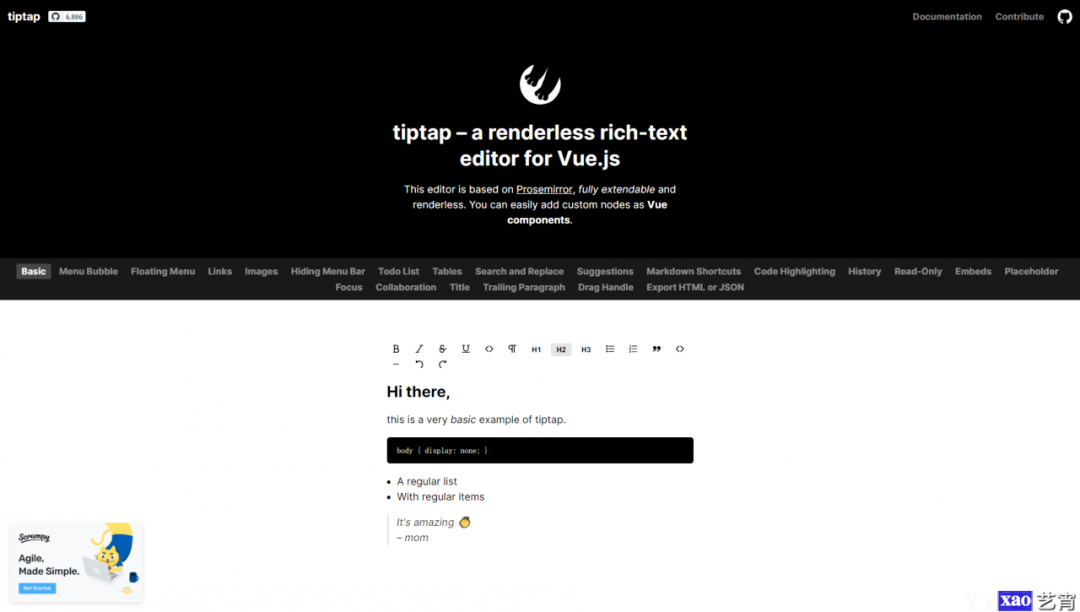 tiptap 6,886 Documentation Contribute
tiptap – a renderless rich-text
editor for Vue.js
This editor is based on Prosemirror, fully extendable and
renderless. You can easily add custom nodes as Vue
components.
Basic Menu Bubble Floating Menu Links Images Hiding Menu Bar Todo List Tables Search and Replace Suggestions Markdown Shortcuts Code Highlighting History Read-Only Embeds Placeholder
Focus Collaboration Title Trailing Paragraph Drag Handle Export HTML or JSON
B I S U <> ¶ H1 H2 H3 <>
Hi there,
this is a very basic example of tiptap.
body { display: none; }
• A regular list
• With regular items
It's amazing 👏
– mom
Scrumpy
Agile,
Made Simple.
Get Started
xao 艺宵